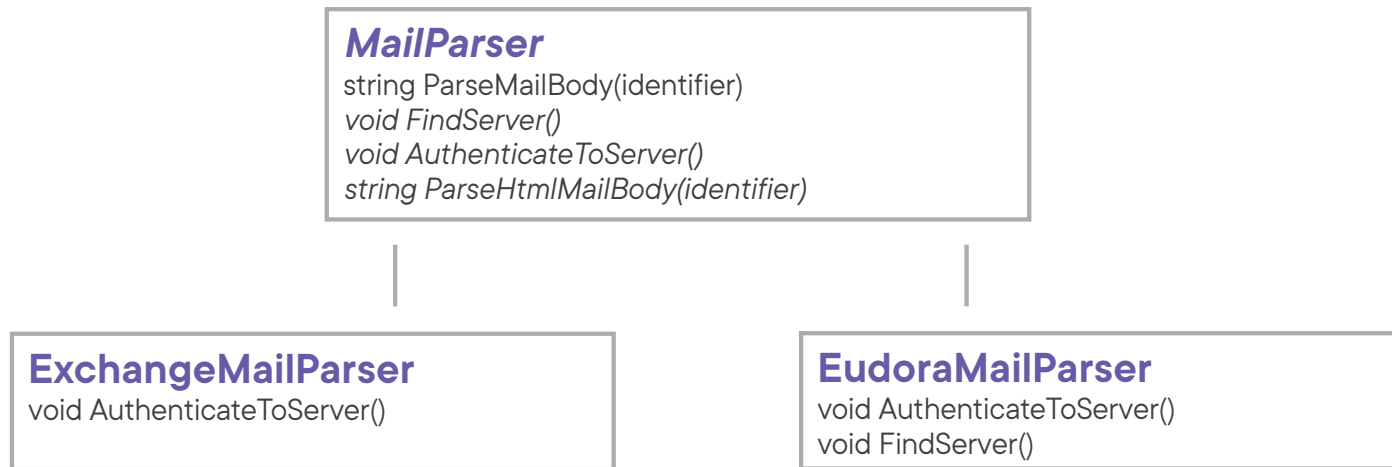 MailParser
string ParseMailBody(identifier)
void FindServer()
void AuthenticateToServer()
string ParseHtmlMailBody(identifier)
ExchangeMailParser
void AuthenticateToServer()
EudoraMailParser
void AuthenticateToServer()
void FindServer()